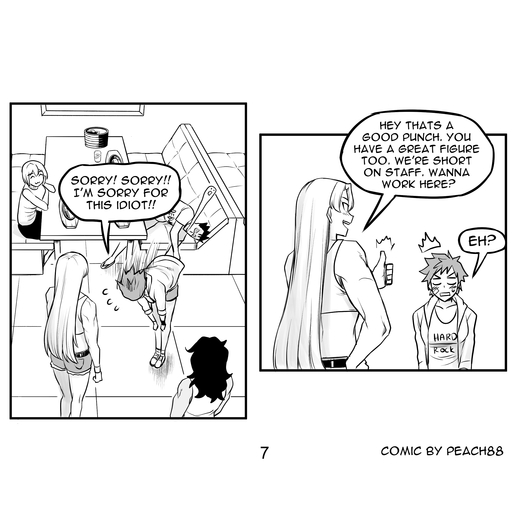 SORRY! SORRY!!
I'M SORRY FOR
THIS IDIOT!!
HEY THATS A
GOOD PUNCH. YOU
HAVE A GREAT FIGURE
TOO. WE'RE SHORT
ON STAFF. WANNA
WORK HERE?
EH?
HARD
ROCK
7
COMIC BY PEACH88